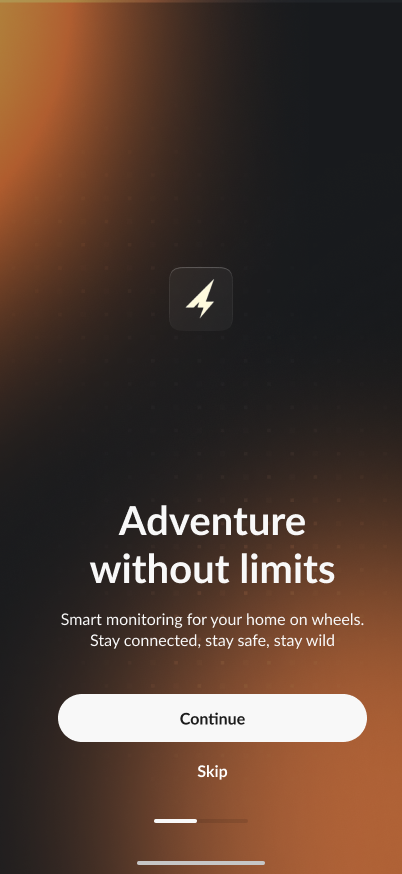 Adventure
without limits
Smart monitoring for your home on wheels.
Stay connected, stay safe, stay wild
Continue
Skip